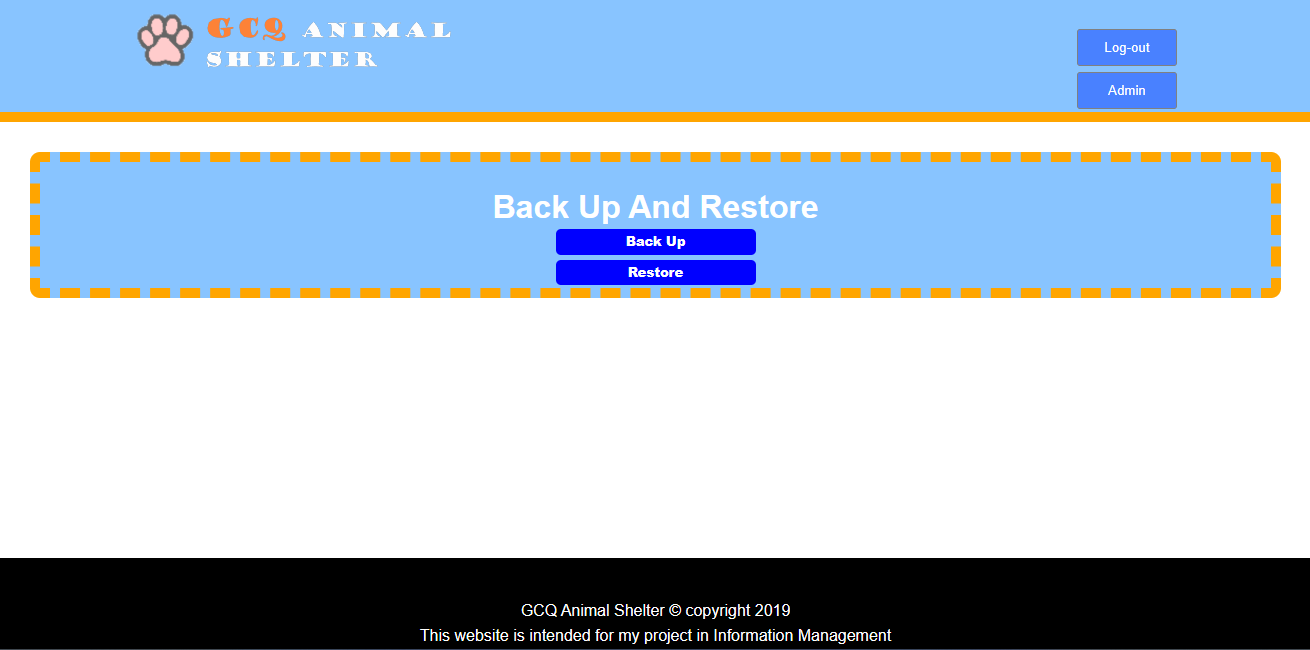 GCQ ANIMAL
SHELTER
Log-out
Admin
Back Up And Restore
Back Up
Restore
GCQ Animal Shelter © copyright 2019
This website is intended for my project in Information Management